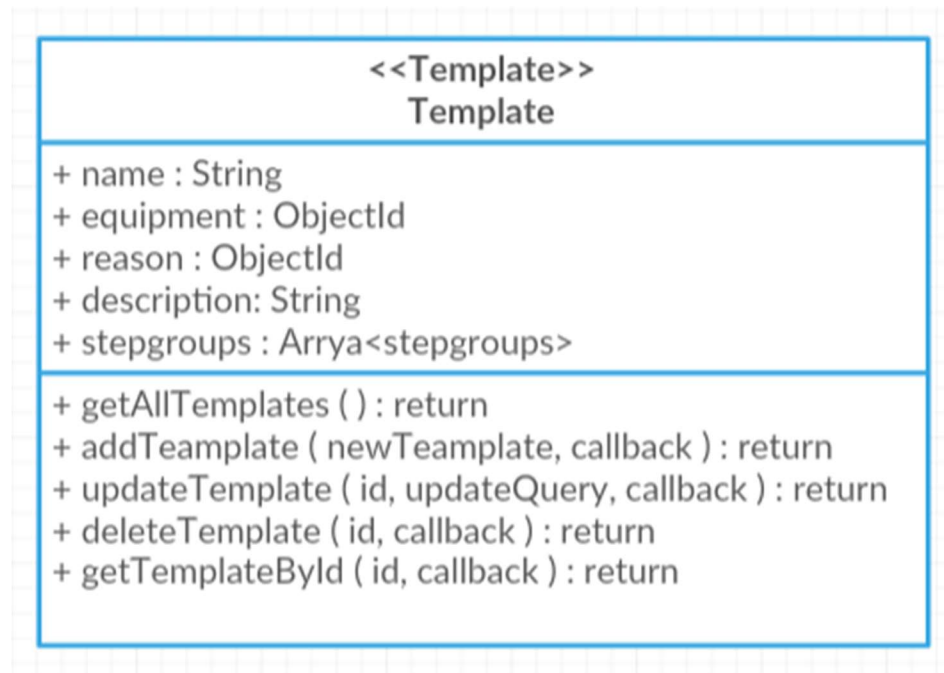 <<Template>>
Template
+ name : String
+ equipment : ObjectId
+ reason : ObjectId
+ description: String
+ stepgroups : Arrya<stepgroups>
+ getAllTemplates ( ) : return
+ addTeamplate ( newTeamplate, callback ) : return
+ updateTemplate ( id, updateQuery, callback ) : return
+ deleteTemplate ( id, callback ) : return
+ getTemplateById ( id, callback ) : return